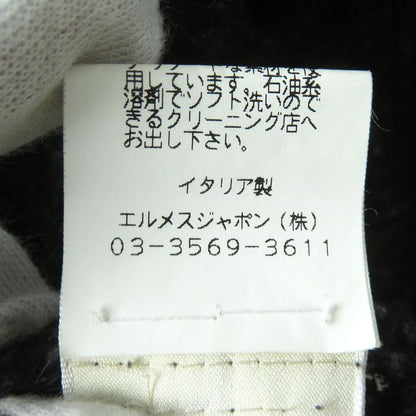 用しています。石油系
溶剤でソフト洗いので
きるクリーニング店へ
お出し下さい。
イタリア製
エルメスジャポン(株)
03-3569-3611